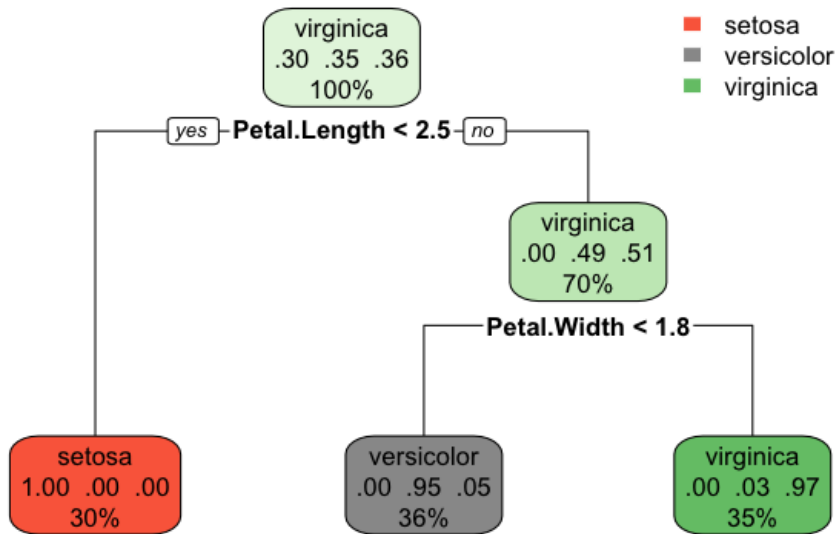 virginica
.30 .35 .36
100%
setosa
versicolor
virginica
yes Petal.Length < 2.5 no
virginica
.00 .49 .51
70%
Petal.Width < 1.8
setosa
1.00 .00 .00
30%
versicolor
.00 .95 .05
36%
virginica
.00 .03 .97
35%